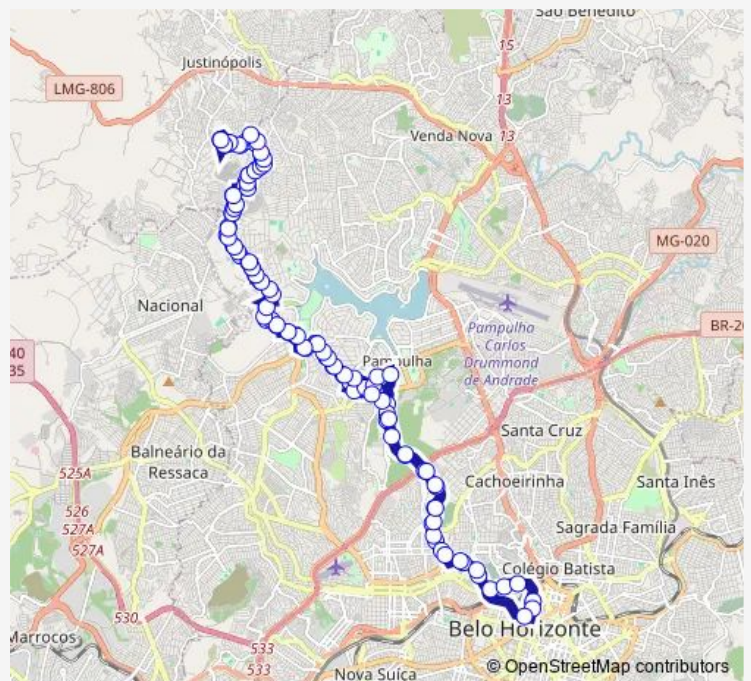 São Benedito
Justinópolis
15
LMG-806
13
Venda Nova
13
MG-020
Nacional
Pampulha
- Carlos
Drummond
de Andrade
BR-2
40
35
Pampulha
Santa Cruz
Balneário da
Ressaca
525A
Cachoeirinha
Santa Inês
526
527A
527A
Sagrada Família
Colégio Batista
530
Belo Horizonte
Marrocos
533
533
Nova Suíça
© OpenStreetMap contributors